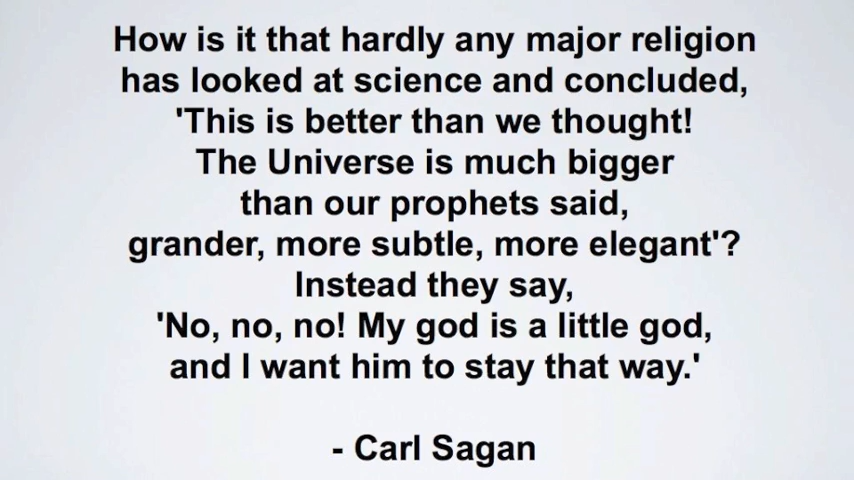 How is it that hardly any major religion
has looked at science and concluded,
'This is better than we thought!
The Universe is much bigger
than our prophets said,
grander, more subtle, more elegant'?
Instead they say,
'No, no, no! My god is a little god,
and I want him to stay that way.'
- Carl Sagan